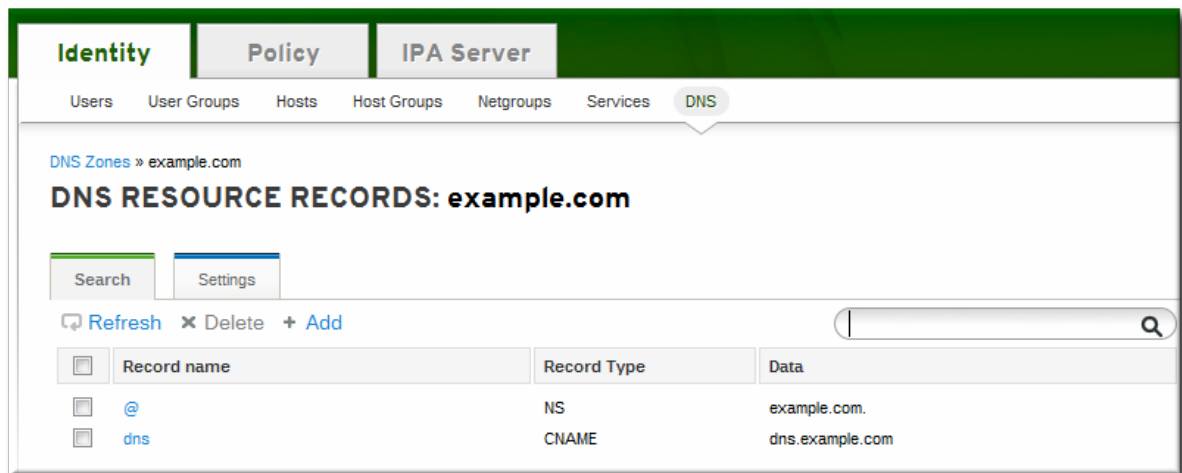 Identity Policy IPA Server
Users User Groups Hosts Host Groups Netgroups Services DNS
DNS Zones » example.com
DNS RESOURCE RECORDS: example.com
Search Settings
Refresh × Delete + Add
Record name Record Type Data
@ NS example.com.
dns CNAME dns.example.com